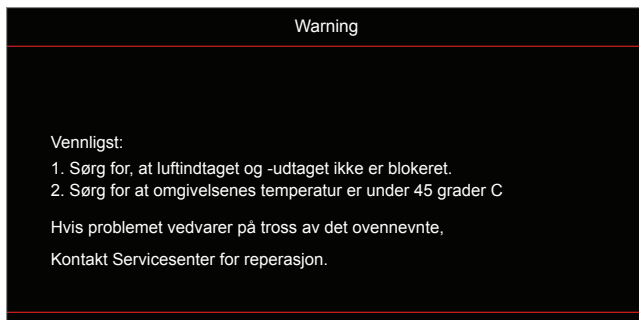 Warning
Vennligst:
1. Sørg for, at luftindtaget og -udtaget ikke er blokeret.
2. Sørg for at omgivelsenes temperatur er under 45 grader C
Hvis problemet vedvarer på tross av det ovennevnte,
Kontakt Servicesenter for reperasjon.